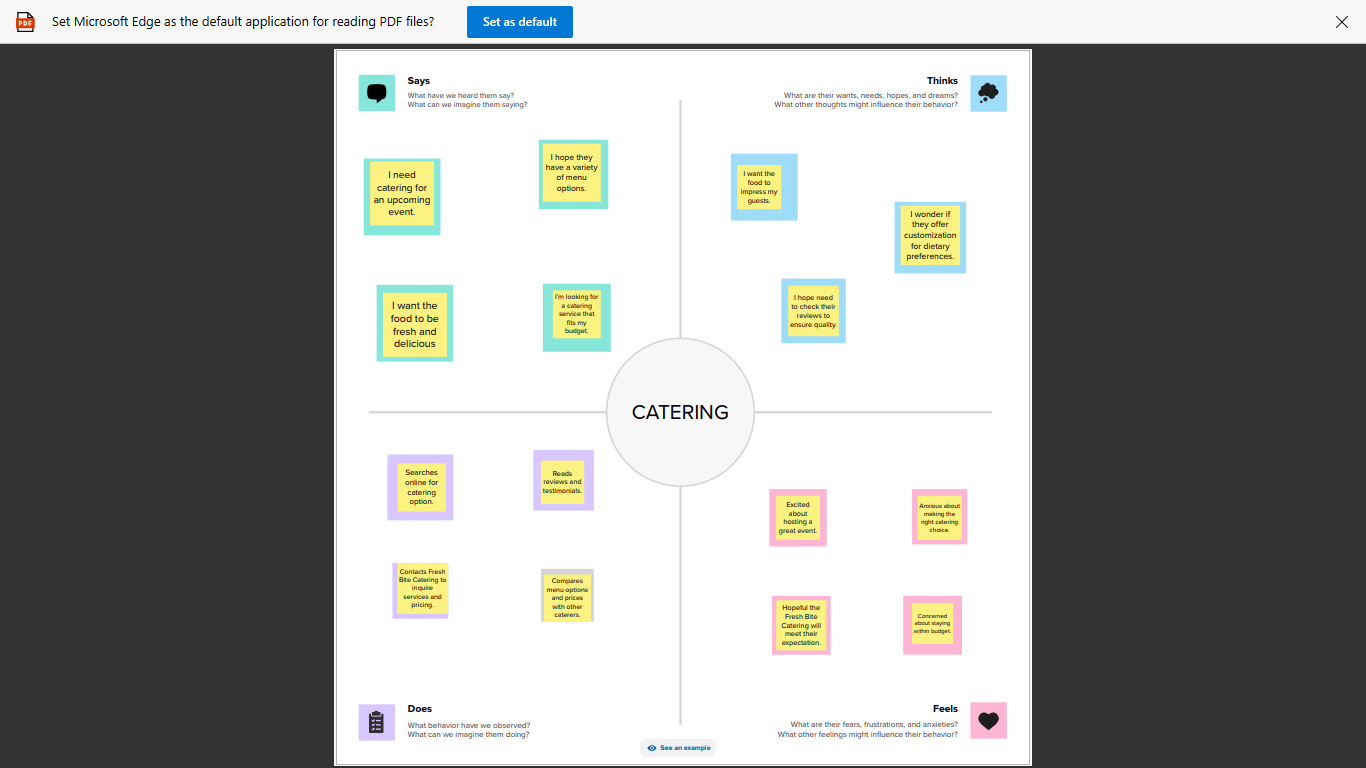 Set Microsoft Edge as the default application for reading PDF files?
Set as default
Says
What have we heard them say?
What can we imagine them saying?
Thinks
What are their wants, needs, hopes, and dreams?
What other thoughts might influence their behavior?
I need
catering for
an upcoming
event.
I hope they
have a variety
of menu
options.
I want the
food to be
fresh and
delicious
I'm looking for
a catering
service that
fits my
budget.
I want the
food to
impress my
guests.
I wonder if
they offer
customization
for dietary
preferences.
I hope need
to check their
reviews to
ensure quality.
CATERING
Searches
online for
catering
option.
Reads
reviews and
testimonials.
Contacts Fresh
Bite Catering to
inquire
services and
pricing.
Compares
menu options
and prices
with other
caterers.
Excited
about
hosting a
great event.
Anxious about
making the
right catering
choice.
Hopeful the
Fresh Bite
Catering will
meet their
expectation.
Concerned
about staying
within budget.
Does
What behavior have we observed?
What can we imagine them doing?
Feels
What are their fears, frustrations, and anxieties?
What other feelings might influence their behavior?
See an example